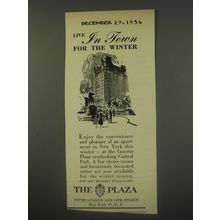 DECEMBER 29, 1956
LIVE
In Town
FOR THE WINTER
Enjoy the convenience
and pleasure of an apart-
ment in New York this
winter — at the famous
Plaza overlooking Central
Park. A few choice rooms
and luxuriously decorated
suites are now available
for the winter season.
THE PLAZA
FIFTH AVENUE AND 59TH STREET
New York 19, N. Y.